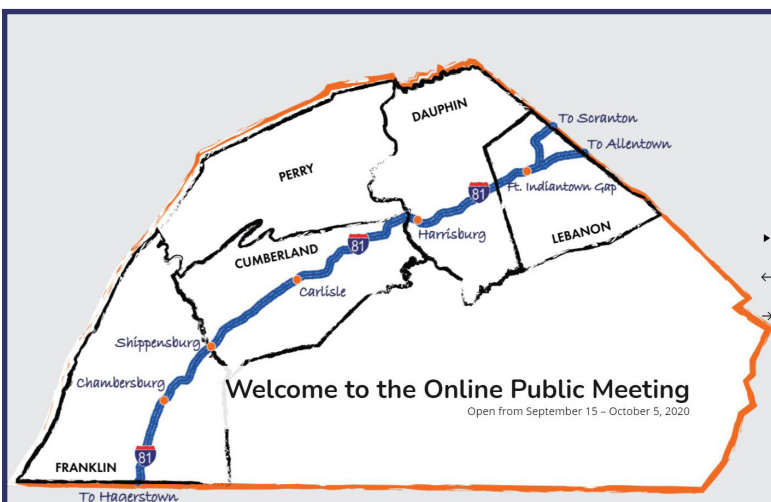 DAUPHIN
To Scranton
To Allentown
PERRY
81
Ft. Indiantown Gap
Harrisburg
LEBANON
CUMBERLAND
81
Carlisle
Shippensburg
Chambersburg
Welcome to the Online Public Meeting
Open from September 15 – October 5, 2020
81
FRANKLIN
To Hagerstown